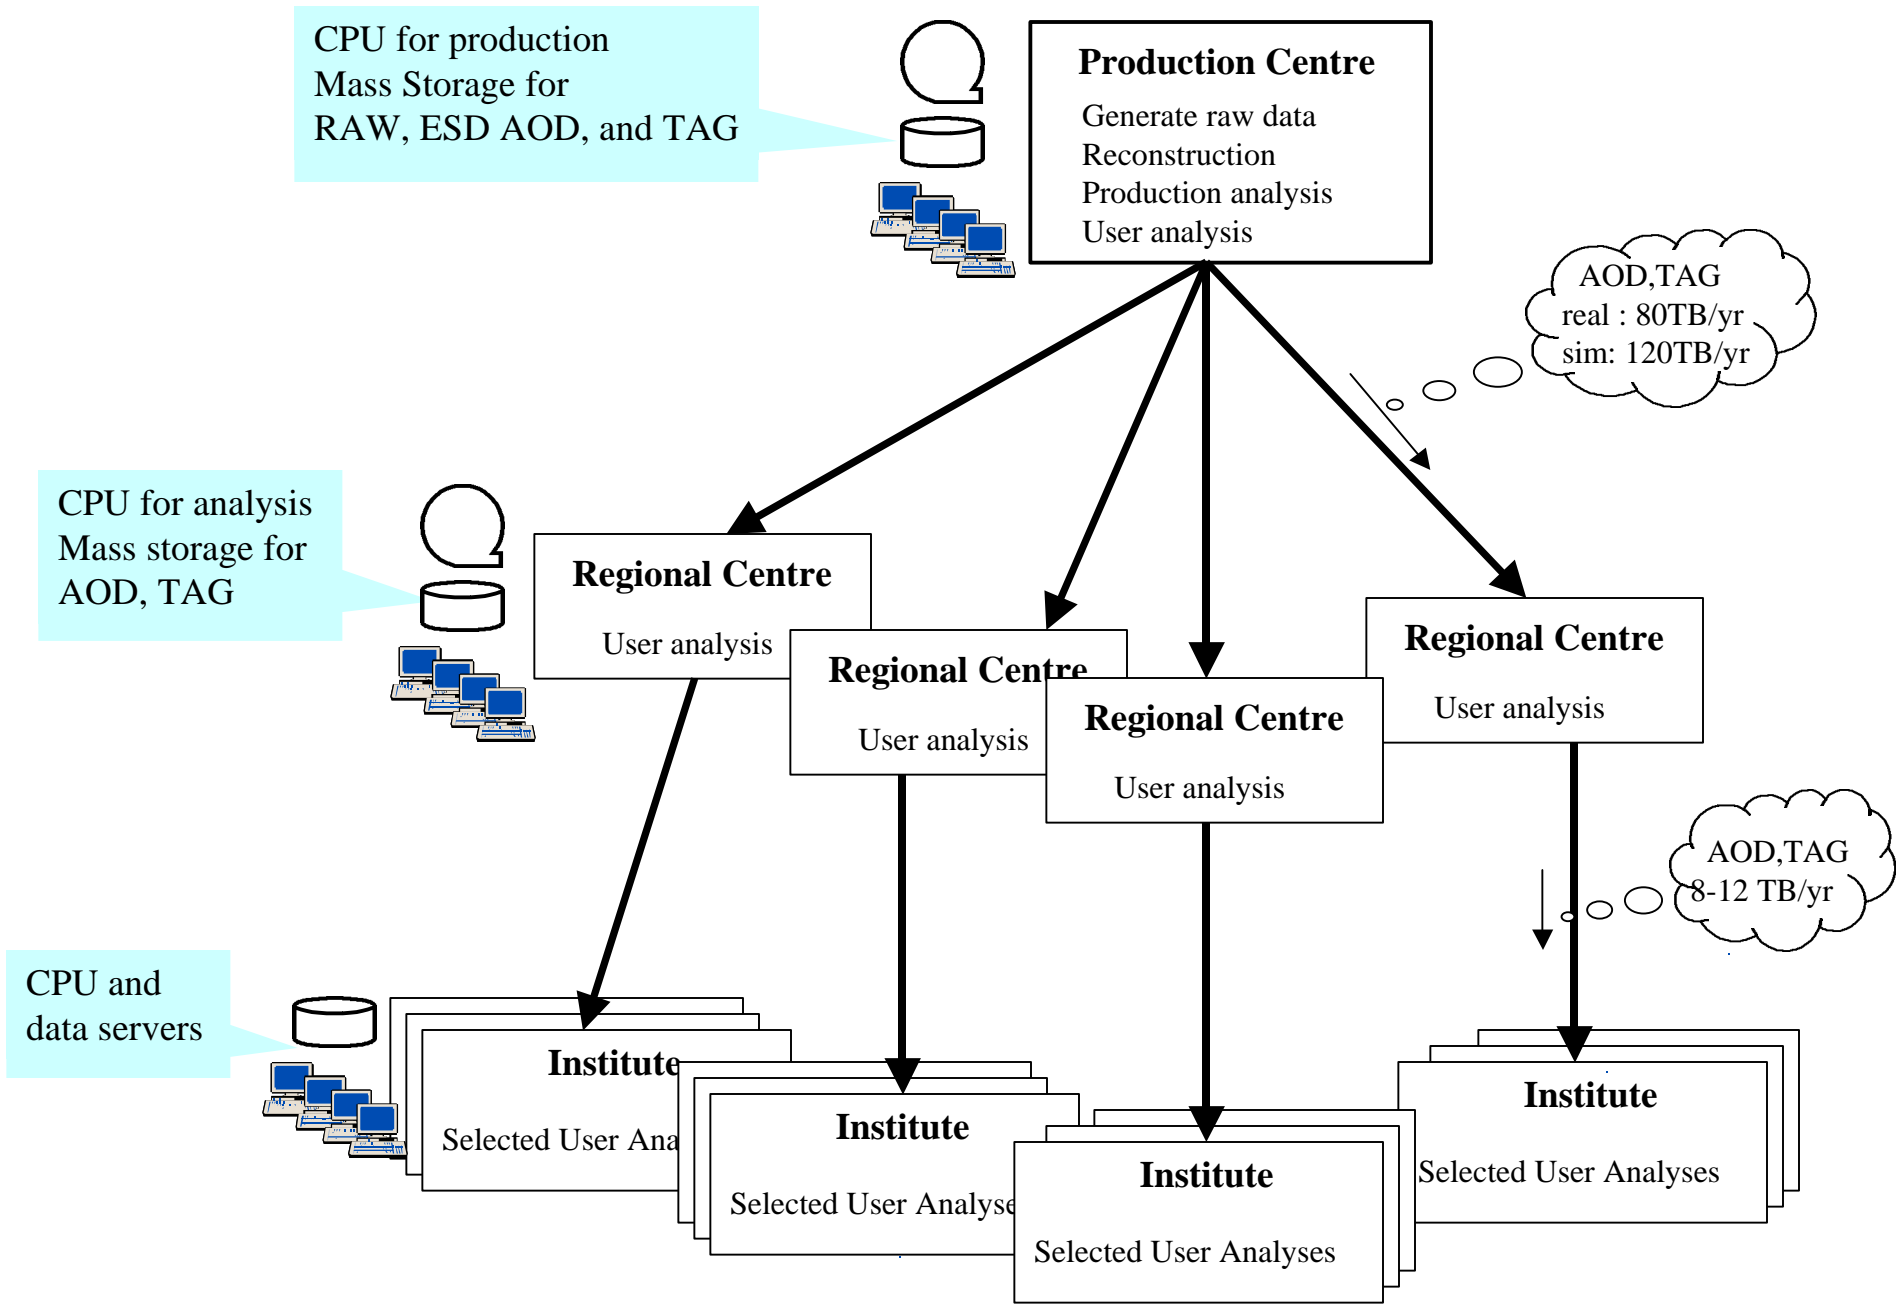 CPU for production
Mass Storage for
RAW, ESD AOD, and TAG
Production Centre
Generate raw data
Reconstruction
Production analysis
User analysis
AOD,TAG
real : 80TB/yr
sim: 120TB/yr
CPU for analysis
Mass storage for
AOD, TAG
Regional Centre
User analysis
Regional Centre
User analysis
Regional Centre
User analysis
Regional Centre
User analysis
AOD,TAG
8-12 TB/yr
CPU and
data servers
Institute
Selected User Ana
Institute
Selected User Analyse
Institute
Selected User Analyses
Institute
Selected User Analyses